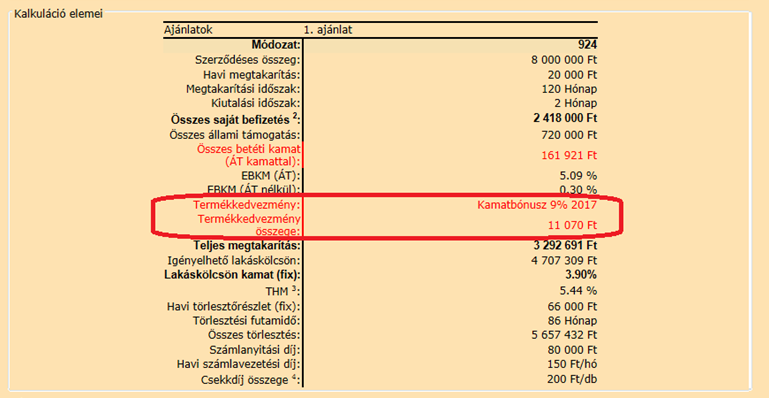 Kalkuláció elemei
Ajánlatok 1. ajánlat
Módozat: 924
Szerződéses összeg: 8 000 000 Ft
Havi megtakarítás: 20 000 Ft
Megtakarítási időszak: 120 Hónap
Kiutalási időszak: 2 Hónap
Összes saját befizetés 2: 2 418 000 Ft
Összes állami támogatás: 720 000 Ft
Összes betéti kamat
(ÁT kamattal): 161 921 Ft
EBKM (ÁT): 5.09 %
EBKM (ÁT nélkül): 0.30 %
Termékkedvezmény: Kamatbónusz 9% 2017
Termékkedvezmény
összege: 11 070 Ft
Teljes megtakarítás: 3 292 691 Ft
Igényelhető lakáskölcsön: 4 707 309 Ft
Lakáskölcsön kamat (fix): 3.90%
THM 3: 5.44 %
Havi törlesztőrészlet (fix): 66 000 Ft
Törlesztési futamidő: 86 Hónap
Összes törlesztés: 5 657 432 Ft
Számlanyitási díj: 80 000 Ft
Havi számlavezetési díj: 150 Ft/hó
Csekkdíj összege 4: 200 Ft/db